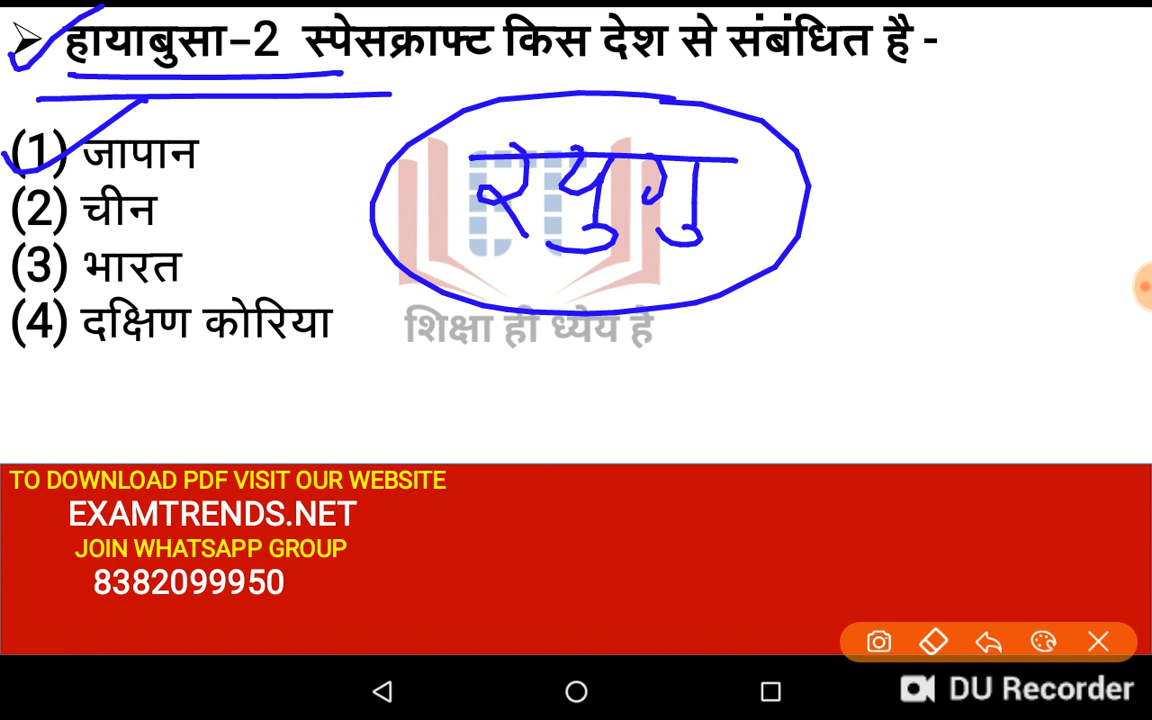 ➢ हायाबुसा-2 स्पेसक्राफ्ट किस देश से संबंधित है -
(1) जापान
रयुगु
(2) चीन
(3) भारत
(4) दक्षिण कोरिया
शिक्षा ही ध्येय है
TO DOWNLOAD PDF VISIT OUR WEBSITE
EXAMTRENDS.NET
JOIN WHATSAPP GROUP
8382099950
DU Recorder